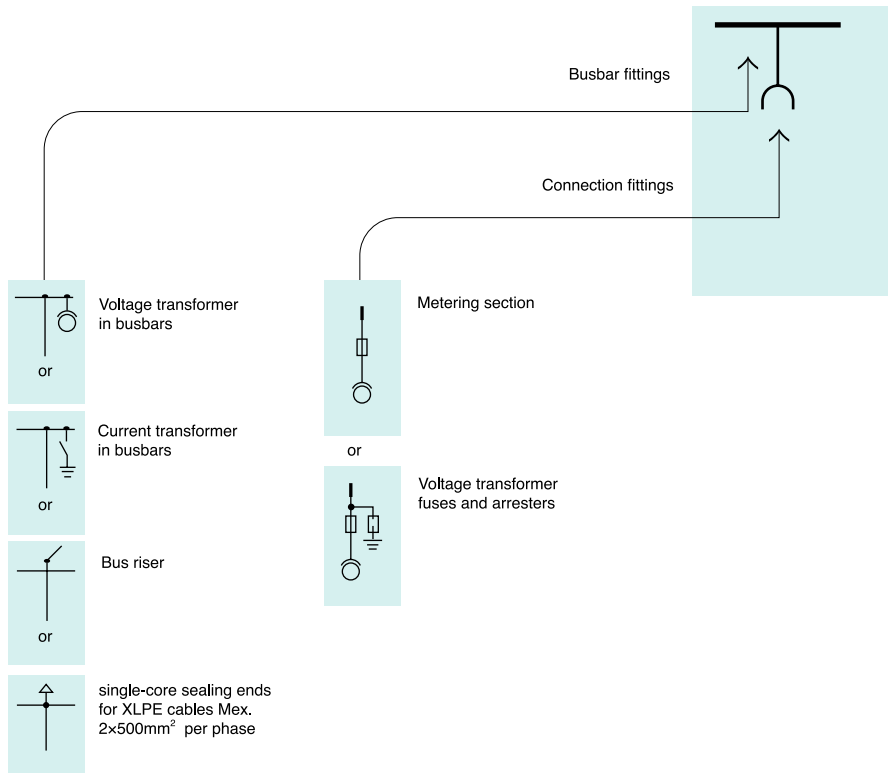 Busbar fittings
Connection fittings
Voltage transformer
in busbars
or
Current transformer
in busbars
or
Bus riser
or
single-core sealing ends
for XLPE cables Mex.
2×500mm² per phase
Metering section
or
Voltage transformer
fuses and arresters